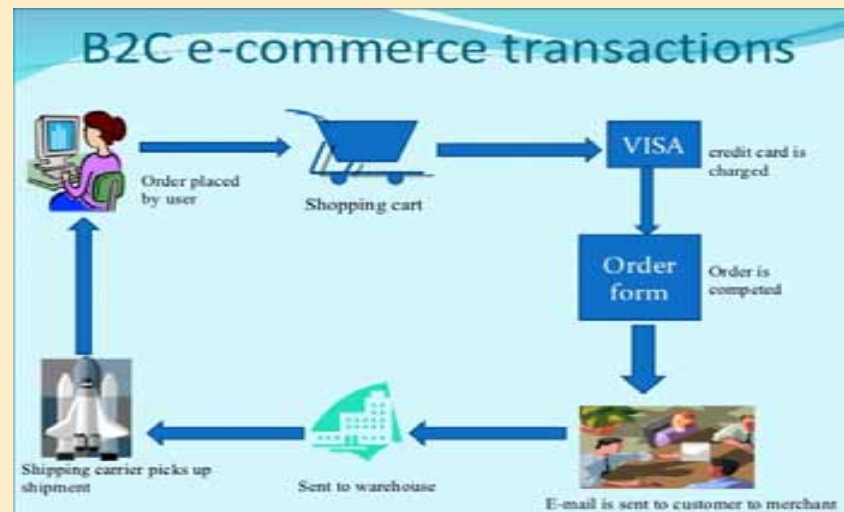 B2C e-commerce transactions
Order placed
by user
Shopping cart
VISA
credit card is
charged
Order
form
Order is
competed
E-mail is sent to customer to merchant
Sent to warehouse
Shipping carrier picks up
shipment